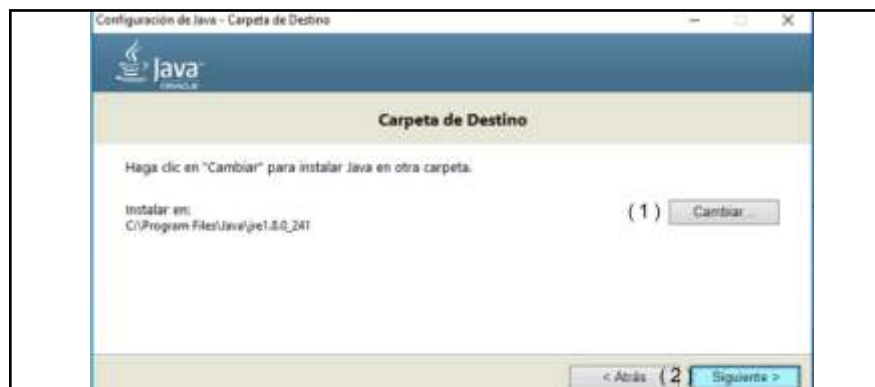 Configuración de Java - Carpeta de Destino
Java
ORACLE
Carpeta de Destino
Haga clic en "Cambiar" para instalar Java en otra carpeta.
Instalar en:
C:\Program Files\Java\jre1.8.0_241
(1) Cambiar...
< Atrás (2) Siguiente >